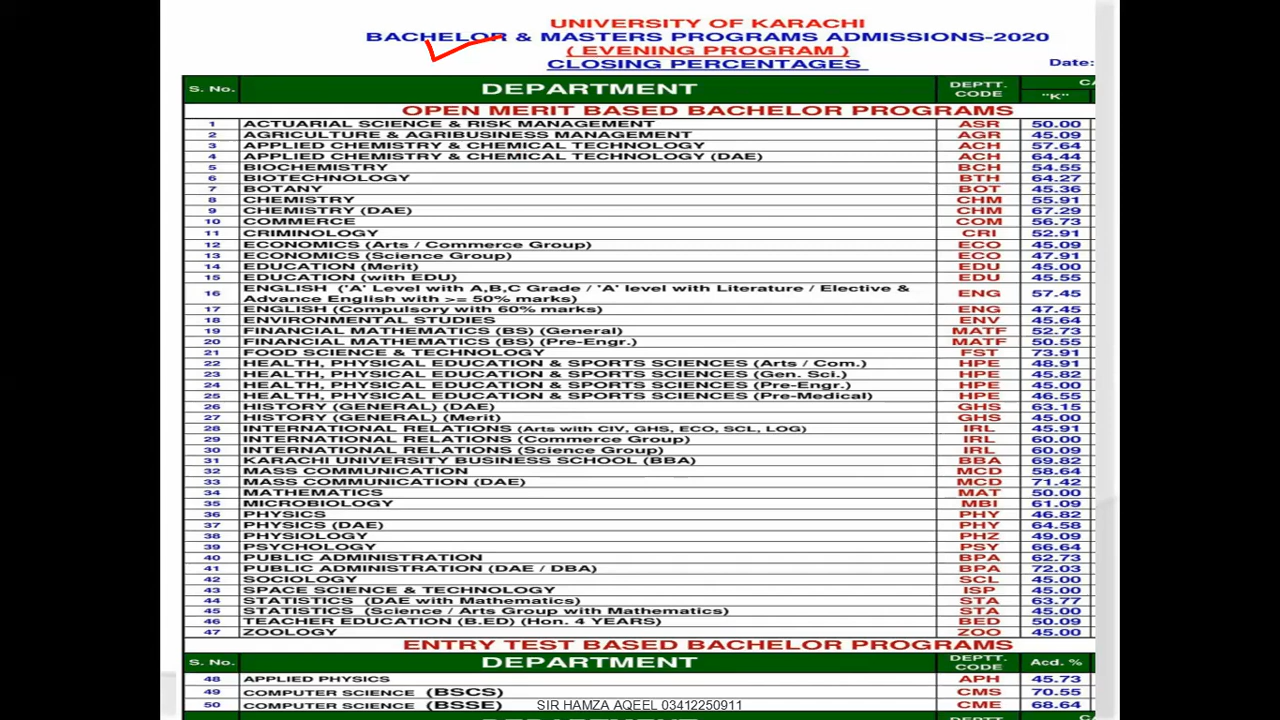 UNIVERSITY OF KARACHI
BACHELOR & MASTERS PROGRAMS ADMISSIONS-2020
( EVENING PROGRAM )
CLOSING PERCENTAGES
Date:
S. No. DEPARTMENT DEPTT. CODE "K"
OPEN MERIT BASED BACHELOR PROGRAMS
1 ACTUARIAL SCIENCE & RISK MANAGEMENT ASR 50.00
2 AGRICULTURE & AGRIBUSINESS MANAGEMENT AGR 45.09
3 APPLIED CHEMISTRY & CHEMICAL TECHNOLOGY ACH 57.64
4 APPLIED CHEMISTRY & CHEMICAL TECHNOLOGY (DAE) ACH 64.44
5 BIOCHEMISTRY BCH 54.55
6 BIOTECHNOLOGY BTH 64.27
7 BOTANY BOT 45.36
8 CHEMISTRY CHM 55.91
9 CHEMISTRY (DAE) CHM 67.29
10 COMMERCE COM 56.73
11 CRIMINOLOGY CRI 52.91
12 ECONOMICS (Arts / Commerce Group) ECO 45.09
13 ECONOMICS (Science Group) ECO 47.91
14 EDUCATION (Merit) EDU 45.00
15 EDUCATION (with EDU) EDU 45.55
16 ENGLISH ('A' Level with A,B,C Grade / 'A' level with Literature / Elective &
Advance English with >= 50% marks) ENG 57.45
17 ENGLISH (Compulsory with 60% marks) ENG 47.45
18 ENVIRONMENTAL STUDIES ENV 45.64
19 FINANCIAL MATHEMATICS (BS) (General) MATF 52.73
20 FINANCIAL MATHEMATICS (BS) (Pre-Engr.) MATF 50.55
21 FOOD SCIENCE & TECHNOLOGY FST 73.91
22 HEALTH, PHYSICAL EDUCATION & SPORTS SCIENCES (Arts / Com.) HPE 48.91
23 HEALTH, PHYSICAL EDUCATION & SPORTS SCIENCES (Gen. Sci.) HPE 45.82
24 HEALTH, PHYSICAL EDUCATION & SPORTS SCIENCES (Pre-Engr.) HPE 45.00
25 HEALTH, PHYSICAL EDUCATION & SPORTS SCIENCES (Pre-Medical) HPE 46.55
26 HISTORY (GENERAL) (DAE) GHS 63.15
27 HISTORY (GENERAL) (Merit) GHS 45.00
28 INTERNATIONAL RELATIONS (Arts with CIV, GHS, ECO, SCL, LOG) IRL 45.91
29 INTERNATIONAL RELATIONS (Commerce Group) IRL 60.00
30 INTERNATIONAL RELATIONS (Science Group) IRL 60.09
31 KARACHI UNIVERSITY BUSINESS SCHOOL (BBA) BBA 69.82
32 MASS COMMUNICATION MCD 58.64
33 MASS COMMUNICATION (DAE) MCD 71.42
34 MATHEMATICS MAT 50.00
35 MICROBIOLOGY MBI 61.09
36 PHYSICS PHY 46.82
37 PHYSICS (DAE) PHY 64.58
38 PHYSIOLOGY PHZ 49.09
39 PSYCHOLOGY PSY 66.64
40 PUBLIC ADMINISTRATION BPA 62.73
41 PUBLIC ADMINISTRATION (DAE / DBA) BPA 72.03
42 SOCIOLOGY SCL 45.00
43 SPACE SCIENCE & TECHNOLOGY ISP 45.00
44 STATISTICS (DAE with Mathematics) STA 63.77
45 STATISTICS (Science / Arts Group with Mathematics) STA 45.00
46 TEACHER EDUCATION (B.ED) (Hon. 4 YEARS) BED 50.09
47 ZOOLOGY ZOO 45.00
ENTRY TEST BASED BACHELOR PROGRAMS
S. No. DEPARTMENT DEPTT. CODE Acd. %
48 APPLIED PHYSICS APH 45.73
49 COMPUTER SCIENCE (BSCS) CMS 70.55
50 COMPUTER SCIENCE (BSSE) CME 68.64
SIR HAMZA AQEEL 03412250911